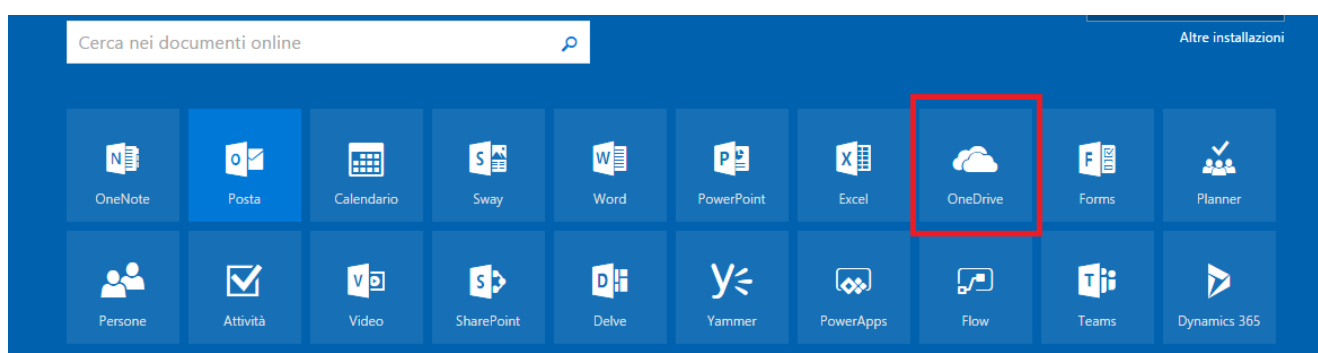 Cerca nei documenti online
Altre installazioni
OneNote
Posta
Calendario
Sway
Word
PowerPoint
Excel
OneDrive
Forms
Planner
Persone
Attività
Video
SharePoint
Delve
Yammer
PowerApps
Flow
Teams
Dynamics 365